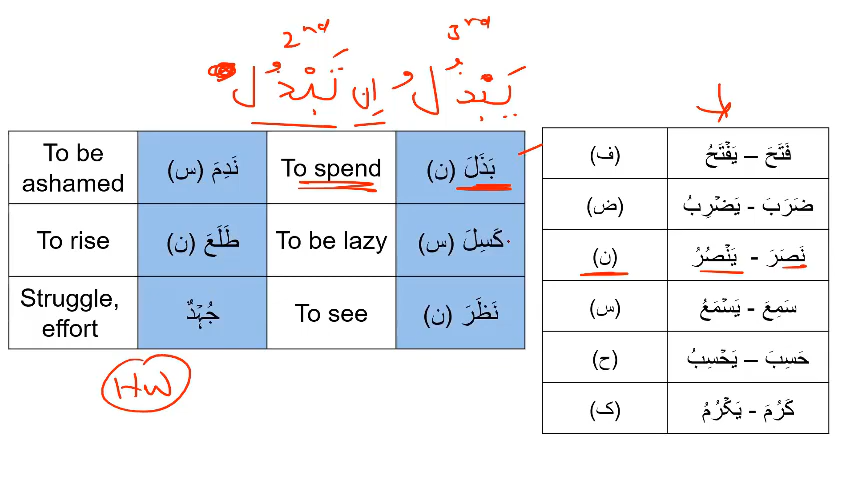 2nd 3rd
يَبْذُلُ اِن تَبْذُل
بَذَلَ (ن) To spend نَدِمَ (س) To be ashamed
كَسِلَ (س) To be lazy طَلَعَ (ن) To rise
نَظَرَ (ن) To see جُهْدٌ Struggle, effort
HW
فَتَحَ – يَفْتَحُ (ف)
ضَرَبَ - يَضْرِبُ (ض)
نَصَرَ - يَنْصُرُ (ن)
سَمِعَ - يَسْمَعُ (س)
حَسِبَ – يَحْسِبُ (ح)
كَرُمَ - يَكْرُمُ (ک)